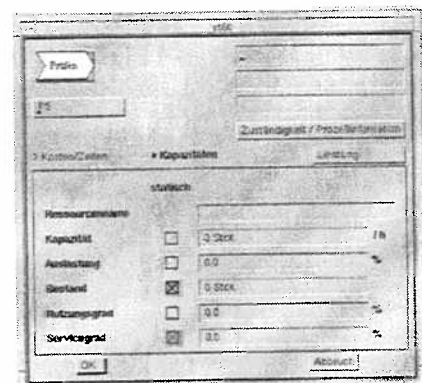 Prüfen
Zuständigkeit / Prozeßinformation
> Kosten/Zeiten
> Kapazitäten
Leistung
statisch
Ressourcenname
Kapazität
0 Stck
/ h
Auslastung
0.0
%
Bestand
0 Stck
Nutzungsgrad
0.0
%
Servicegrad
0.0
%
OK
Abbruch